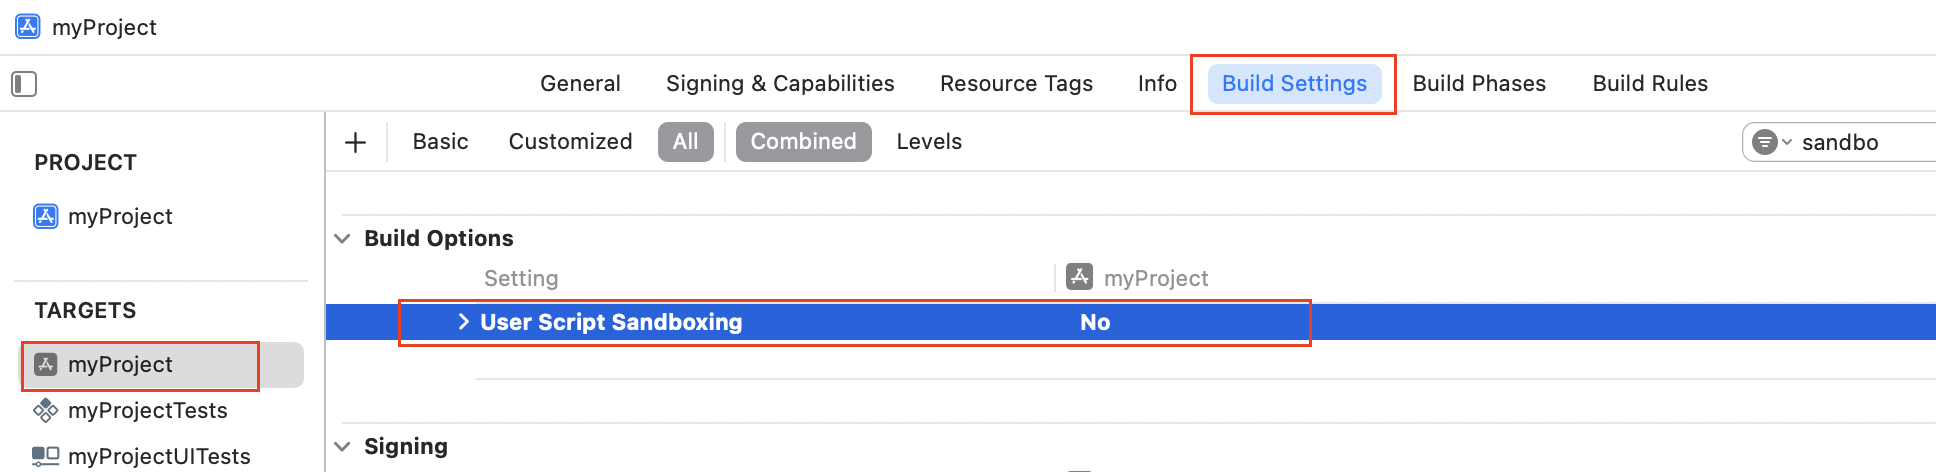 myProject
General Signing & Capabilities Resource Tags Info Build Settings Build Phases Build Rules
PROJECT
myProject
TARGETS
myProject
myProjectTests
myProjectUITests
Basic Customized All Combined Levels sandbo
Build Options
Setting myProject
User Script Sandboxing No
Signing